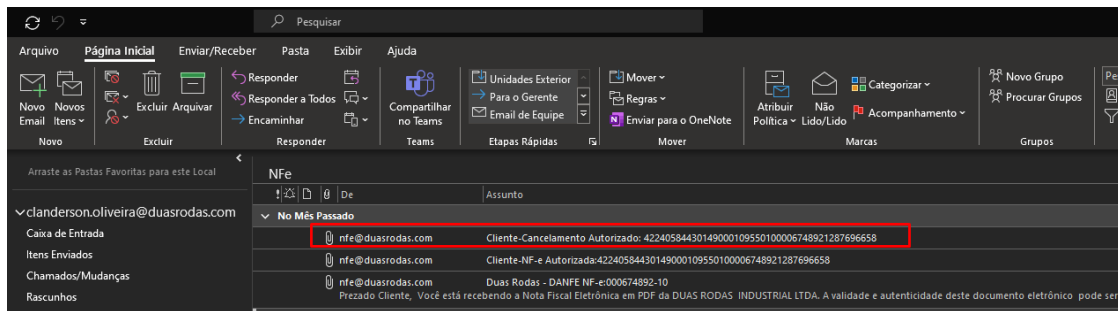 Pesquisar
Arquivo Página Inicial Enviar/Receber Pasta Exibir Ajuda
Novo Email
Novos Itens
Excluir Arquivar
Responder
Responder a Todos
Encaminhar
Compartilhar no Teams
Unidades Exterior
Para o Gerente
Email de Equipe
Mover
Regras
Enviar para o OneNote
Atribuir Política
Não Lido/Lido
Categorizar
Acompanhamento
Novo Grupo
Procurar Grupos
Pe
Novo Excluir Responder Teams Etapas Rápidas Mover Marcas Grupos
Arraste as Pastas Favoritas para este Local
clanderson.oliveira@duasrodas.com
Caixa de Entrada
Itens Enviados
Chamados/Mudanças
Rascunhos
NFe
De Assunto
No Mês Passado
nfe@duasrodas.com Cliente-Cancelamento Autorizado: 42240584430149000109550100006748921287696658
nfe@duasrodas.com Cliente-NF-e Autorizada:42240584430149000109550100006748921287696658
nfe@duasrodas.com Duas Rodas - DANFE NF-e:000674892-10
Prezado Cliente, Você está recebendo a Nota Fiscal Eletrônica em PDF da DUAS RODAS INDUSTRIAL LTDA. A validade e autenticidade deste documento eletrônico pode ser